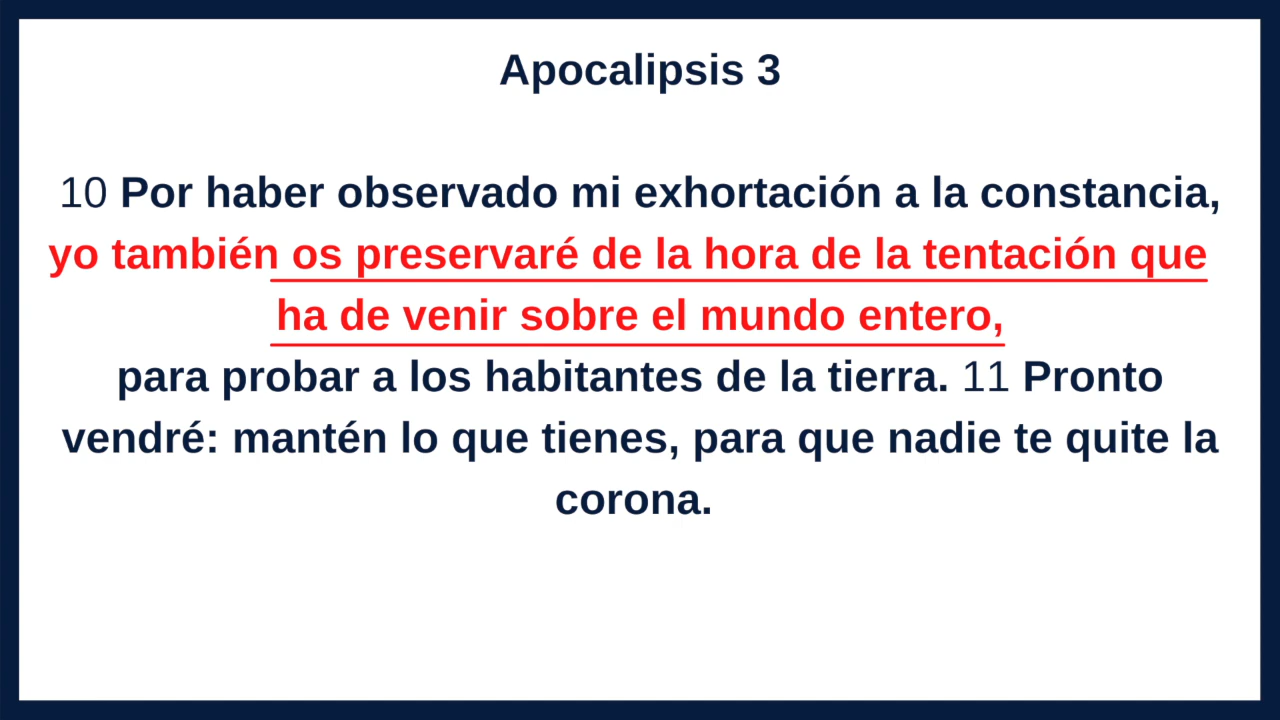 Apocalipsis 3
10 Por haber observado mi exhortación a la constancia,
yo también os preservaré de la hora de la tentación que
ha de venir sobre el mundo entero,
para probar a los habitantes de la tierra. 11 Pronto
vendré: mantén lo que tienes, para que nadie te quite la
corona.